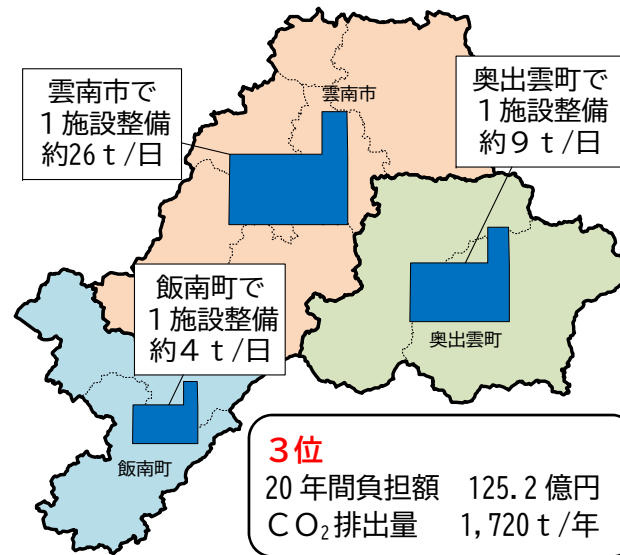 雲南市で
1施設整備
約26t/日
雲南市
奥出雲町で
1施設整備
約9t/日
飯南町で
1施設整備
約4t/日
奥出雲町
飯南町
3位
20年間負担額 125.2億円
CO₂排出量 1,720t/年